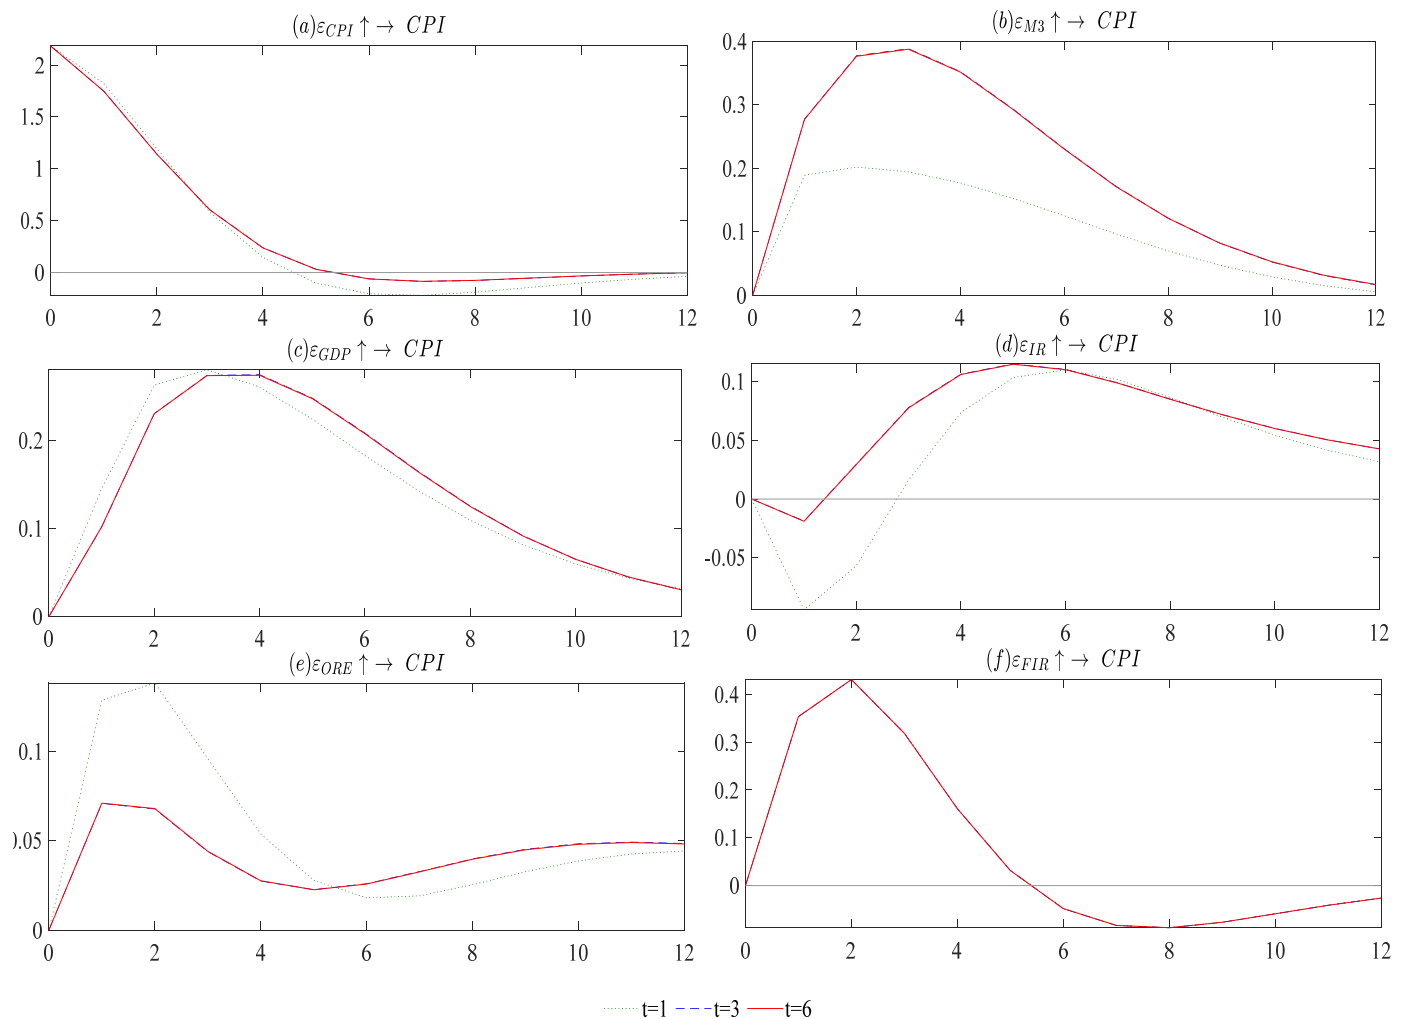 (a)ε_CPI ↑ → CPI
2
1.5
1
0.5
0
0 2 4 6 8 10 12
(b)ε_M3 ↑ → CPI
0.4
0.3
0.2
0.1
0
0 2 4 6 8 10 12
(c)ε_GDP ↑ → CPI
0.2
0.1
0
0 2 4 6 8 10 12
(d)ε_IR ↑ → CPI
0.1
0.05
0
-0.05
0 2 4 6 8 10 12
(e)ε_ORE ↑ → CPI
0.1
0.05
0
0 2 4 6 8 10 12
(f)ε_FIR ↑ → CPI
0.4
0.3
0.2
0.1
0
0 2 4 6 8 10 12
t=1 t=3 t=6